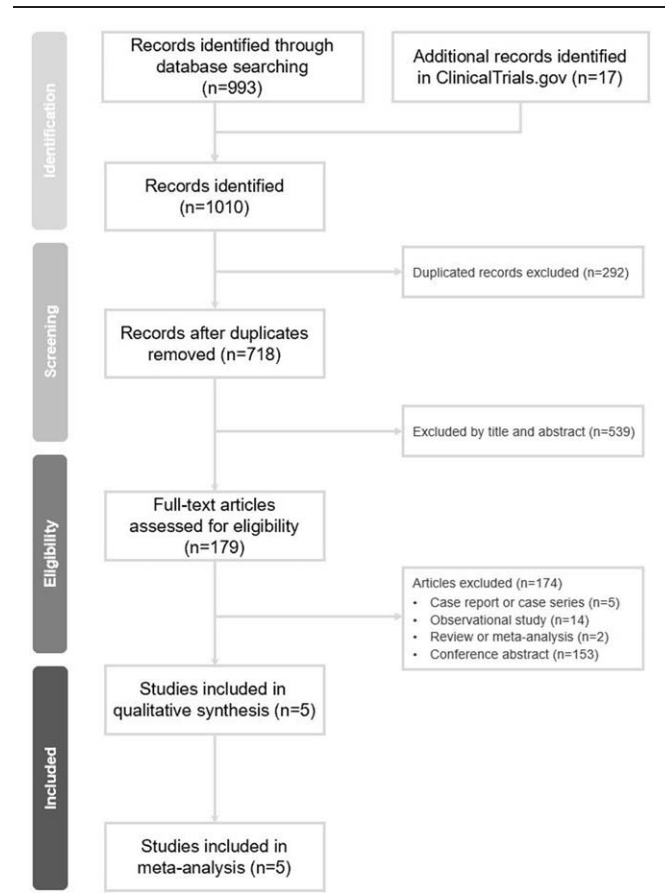 Identification
Records identified through
database searching
(n=993)
Additional records identified
in ClinicalTrials.gov (n=17)
Records identified
(n=1010)
Screening
Duplicated records excluded (n=292)
Records after duplicates
removed (n=718)
Excluded by title and abstract (n=539)
Eligibility
Full-text articles
assessed for eligibility
(n=179)
Articles excluded (n=174)
• Case report or case series (n=5)
• Observational study (n=14)
• Review or meta-analysis (n=2)
• Conference abstract (n=153)
Included
Studies included in
qualitative synthesis (n=5)
Studies included in
meta-analysis (n=5)